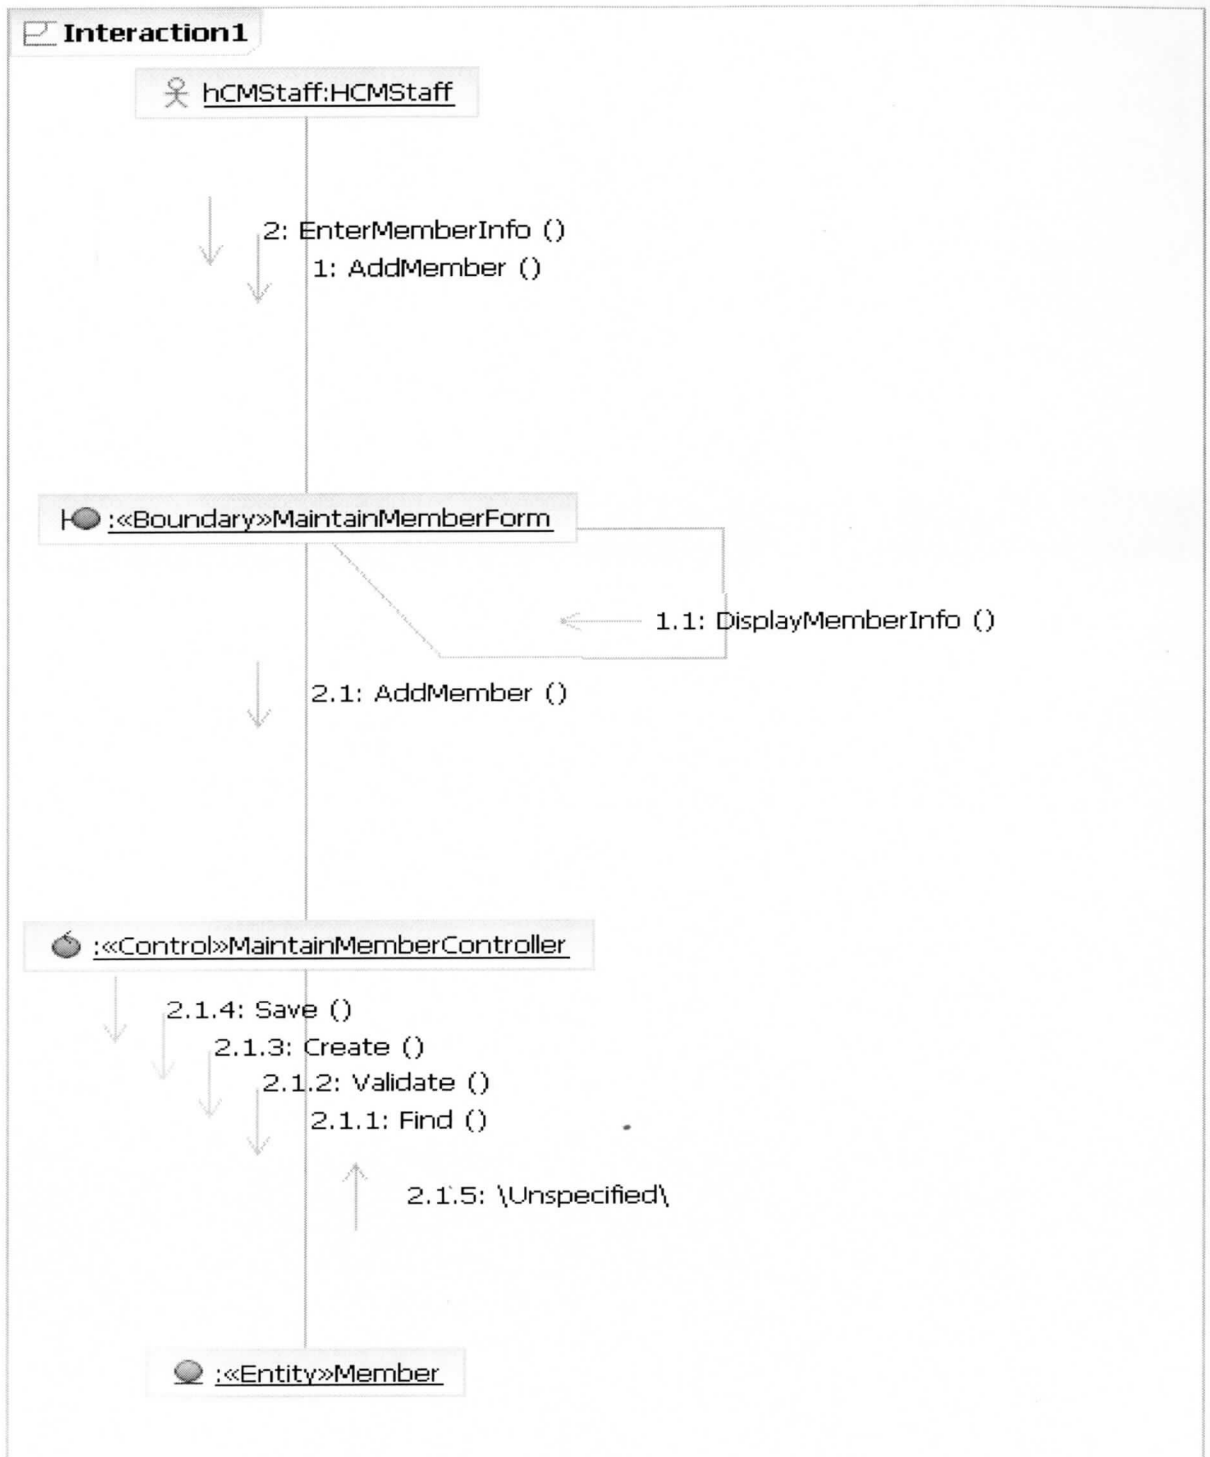 Interaction1
hCMStaff:HCMStaff
2: EnterMemberInfo ()
1: AddMember ()
:«Boundary»MaintainMemberForm
1.1: DisplayMemberInfo ()
2.1: AddMember ()
:«Control»MaintainMemberController
2.1.4: Save ()
2.1.3: Create ()
2.1.2: Validate ()
2.1.1: Find ()
2.1.5: \Unspecified\
:«Entity»Member